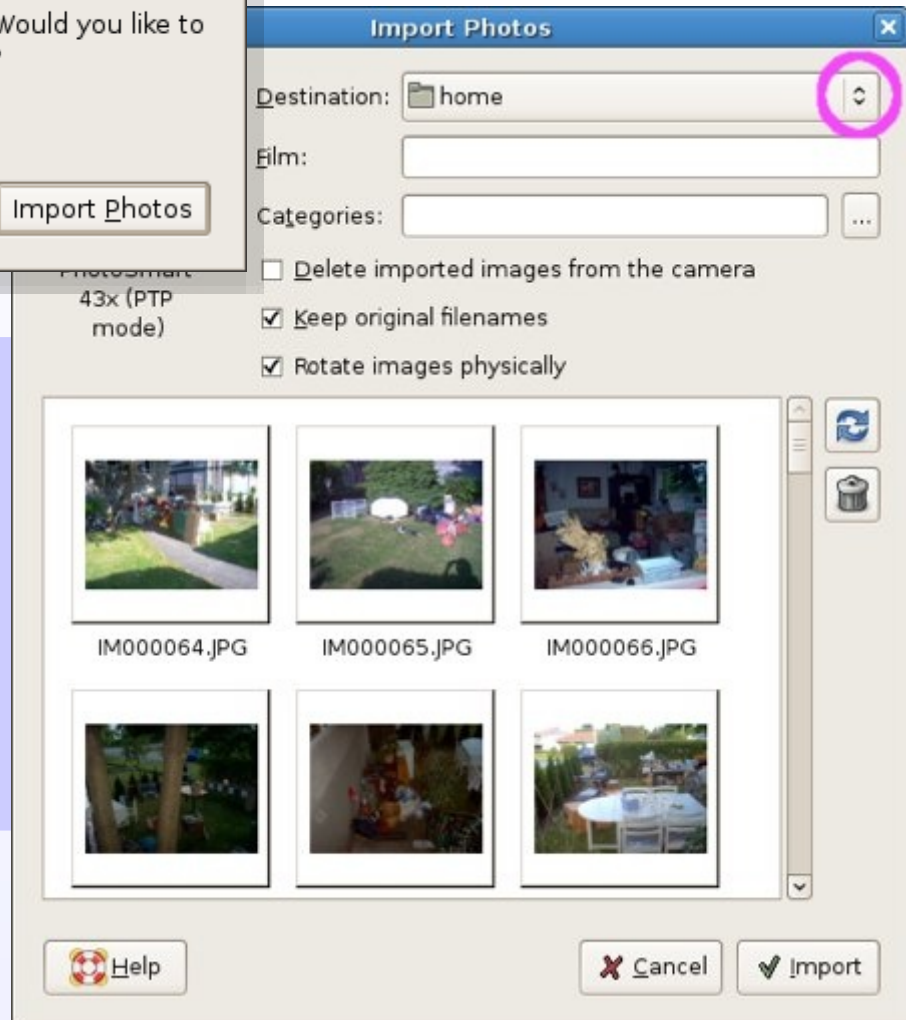 Would you like to
Import Photos
Import Photos
Destination: home
Film:
Categories: ...
PhotoSmart
43x (PTP
mode)
Delete imported images from the camera
Keep original filenames
Rotate images physically
IM000064.JPG IM000065.JPG IM000066.JPG
Help Cancel Import